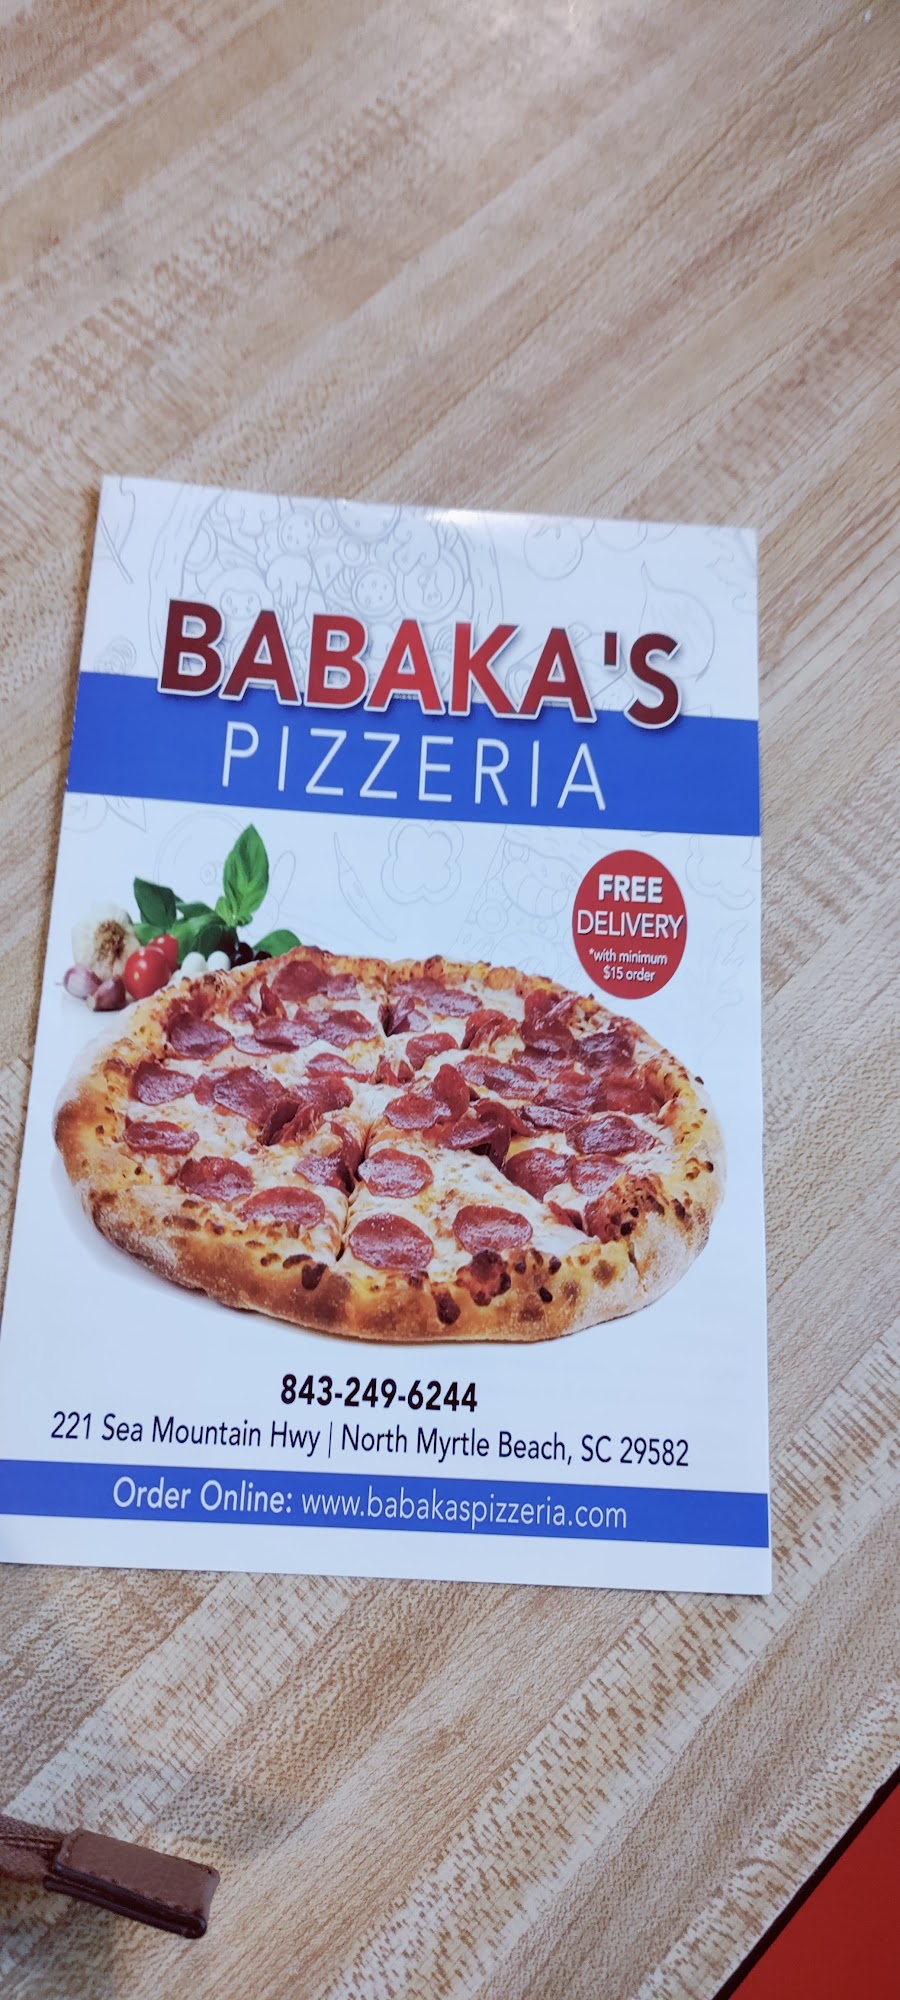 BABAKA'S
PIZZERIA
FREE
DELIVERY
*with minimum
$15 order
843-249-6244
221 Sea Mountain Hwy | North Myrtle Beach, SC 29582
Order Online: www.babakaspizzeria.com